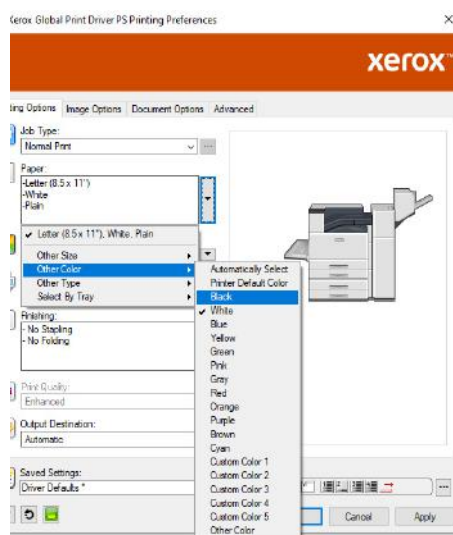 Xerox Global Print Driver PS Printing Preferences
xerox™
ting Options Image Options Document Options Advanced
Job Type:
Normal Print
Paper:
-Letter (8.5 x 11")
-White
-Plain
Letter (8.5 x 11"), White, Plain
Other Size
Other Color
Other Type
Select By Tray
Automatically Select
Printer Default Color
Black
White
Blue
Yellow
Green
Pink
Gray
Red
Orange
Purple
Brown
Cyan
Custom Color 1
Custom Color 2
Custom Color 3
Custom Color 4
Custom Color 5
Other Color
Finishing:
- No Stapling
- No Folding
Print Quality:
Enhanced
Output Destination:
Automatic
Saved Settings:
Driver Defaults *
Cancel Apply